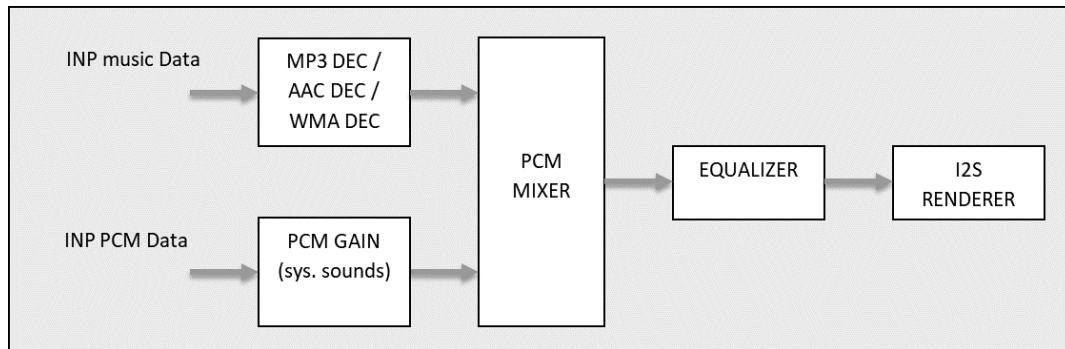 INP music Data
MP3 DEC /
AAC DEC /
WMA DEC
INP PCM Data
PCM GAIN
(sys. sounds)
PCM
MIXER
EQUALIZER
I2S
RENDERER